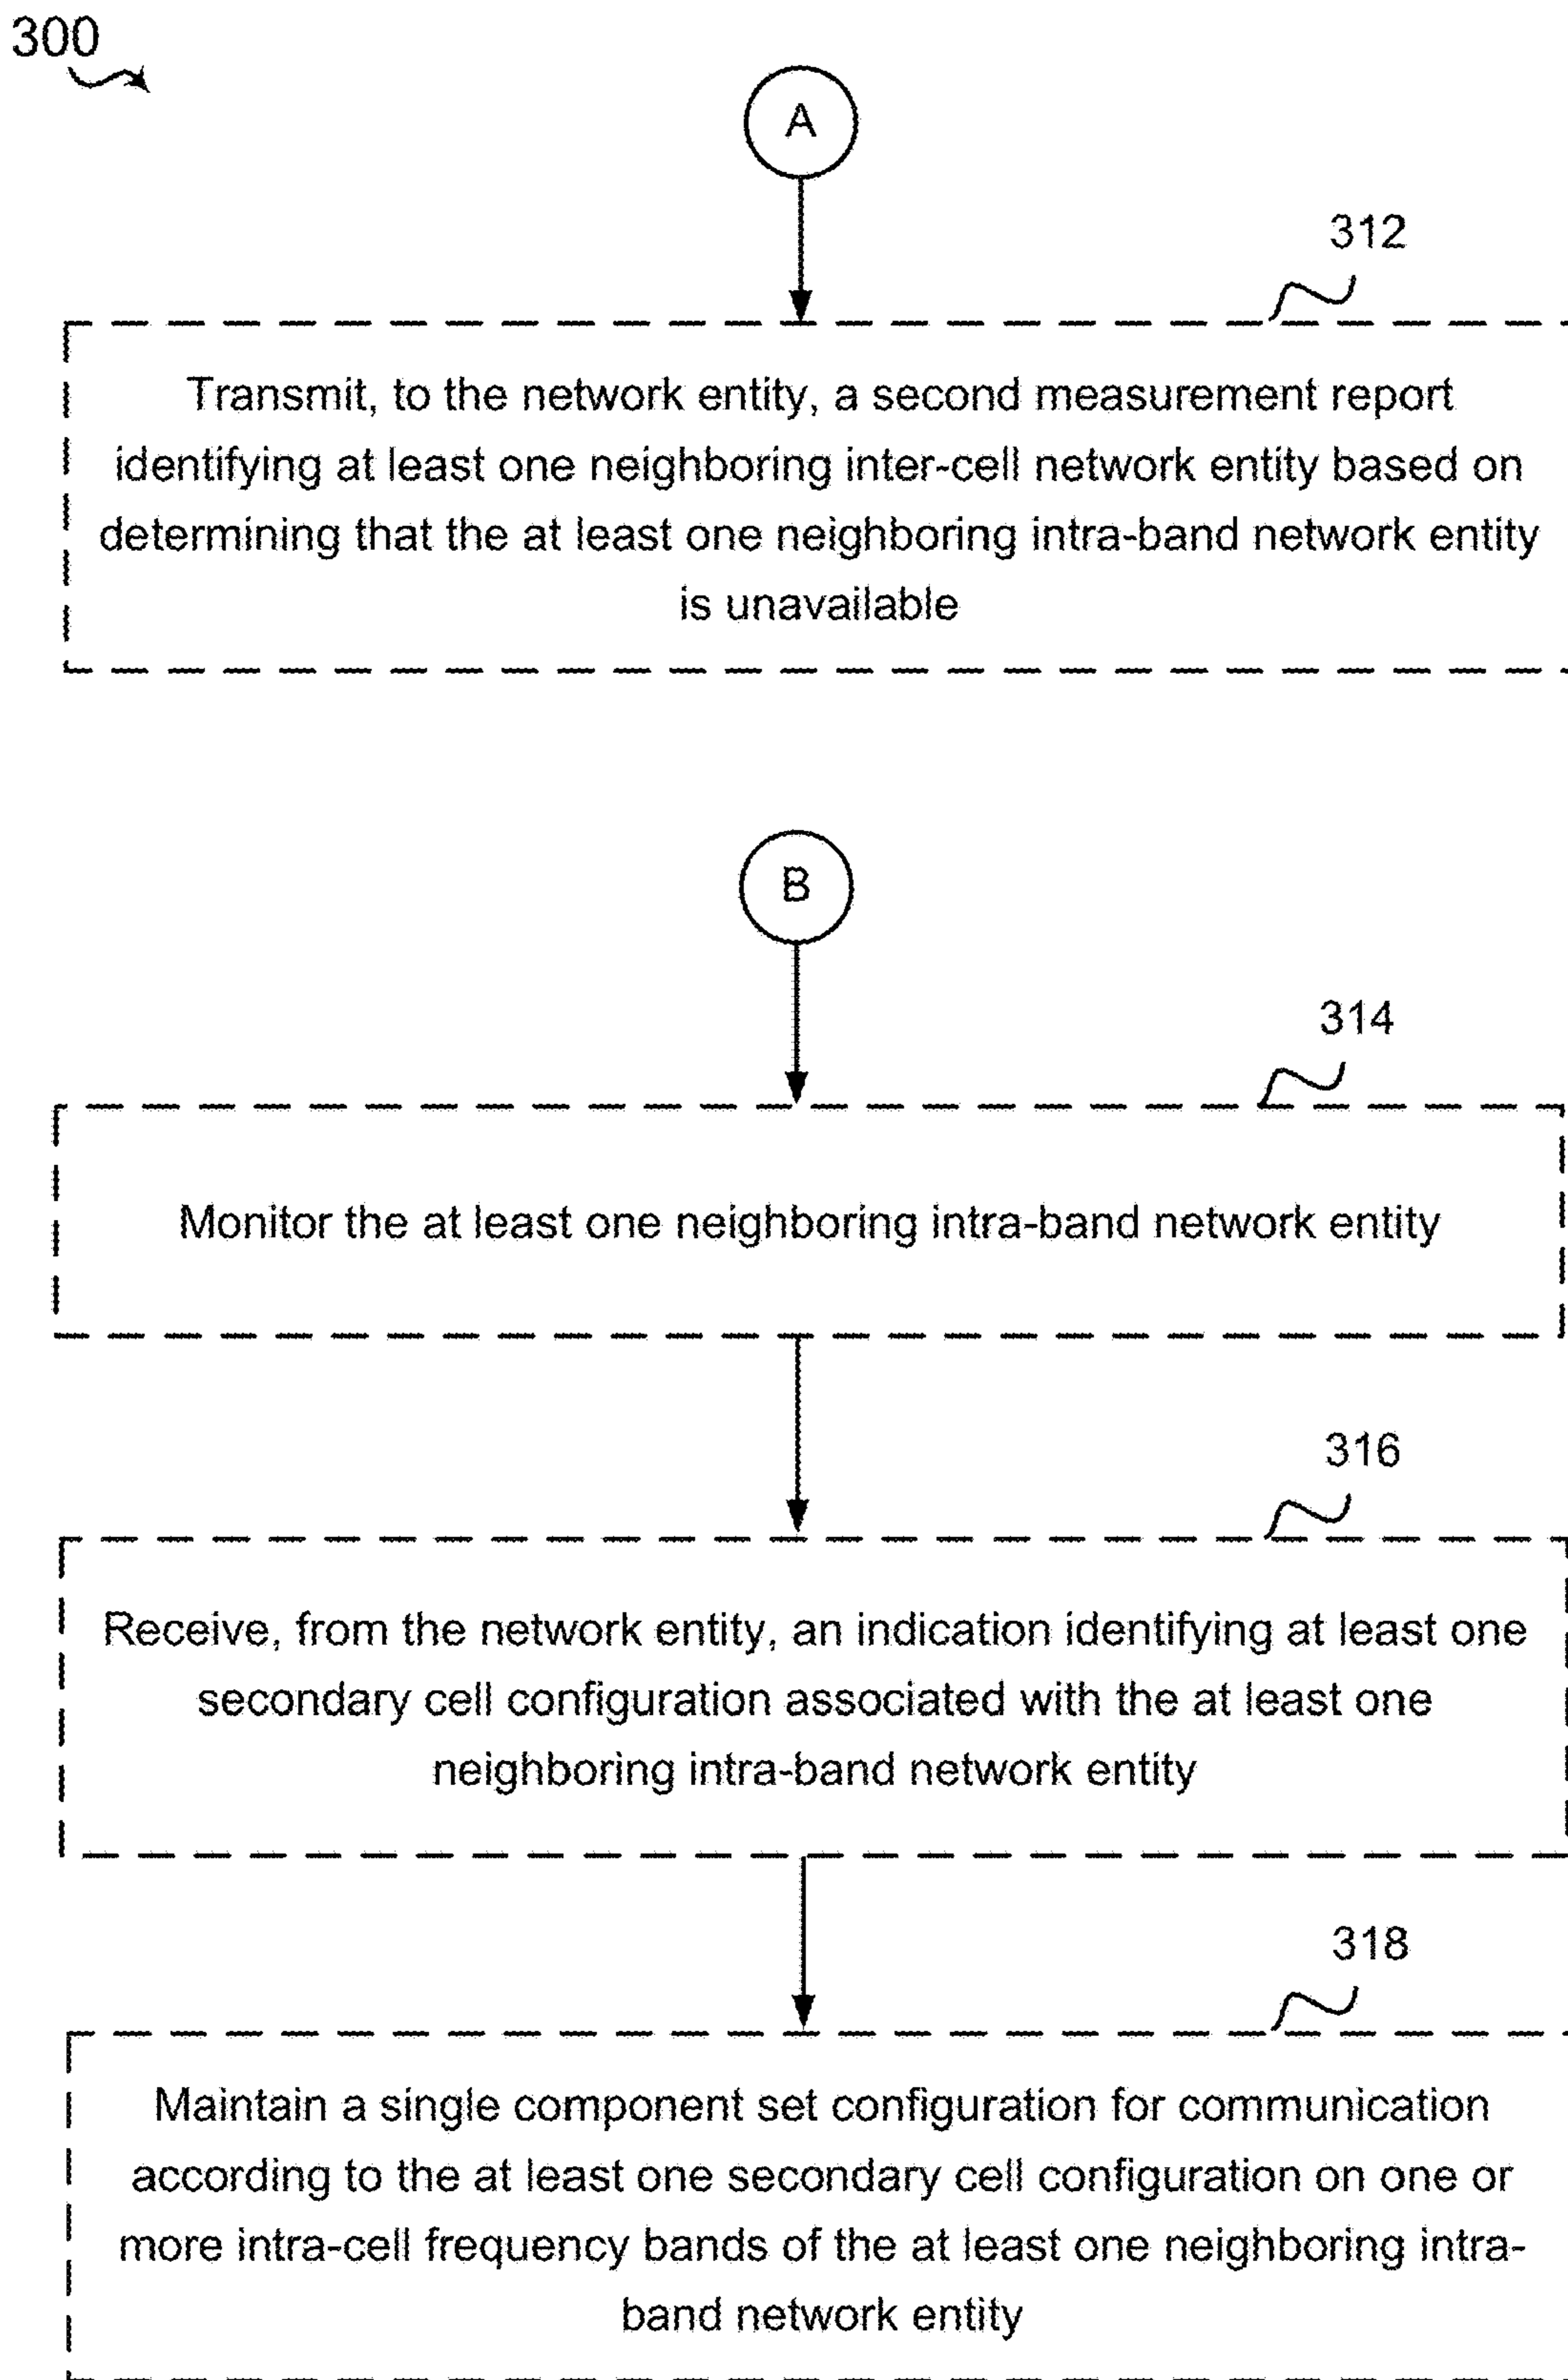 300
A
312
Transmit, to the network entity, a second measurement report
identifying at least one neighboring inter-cell network entity based on
determining that the at least one neighboring intra-band network entity
is unavailable
B
314
Monitor the at least one neighboring intra-band network entity
316
Receive, from the network entity, an indication identifying at least one
secondary cell configuration associated with the at least one
neighboring intra-band network entity
318
Maintain a single component set configuration for communication
according to the at least one secondary cell configuration on one or
more intra-cell frequency bands of the at least one neighboring intra-
band network entity